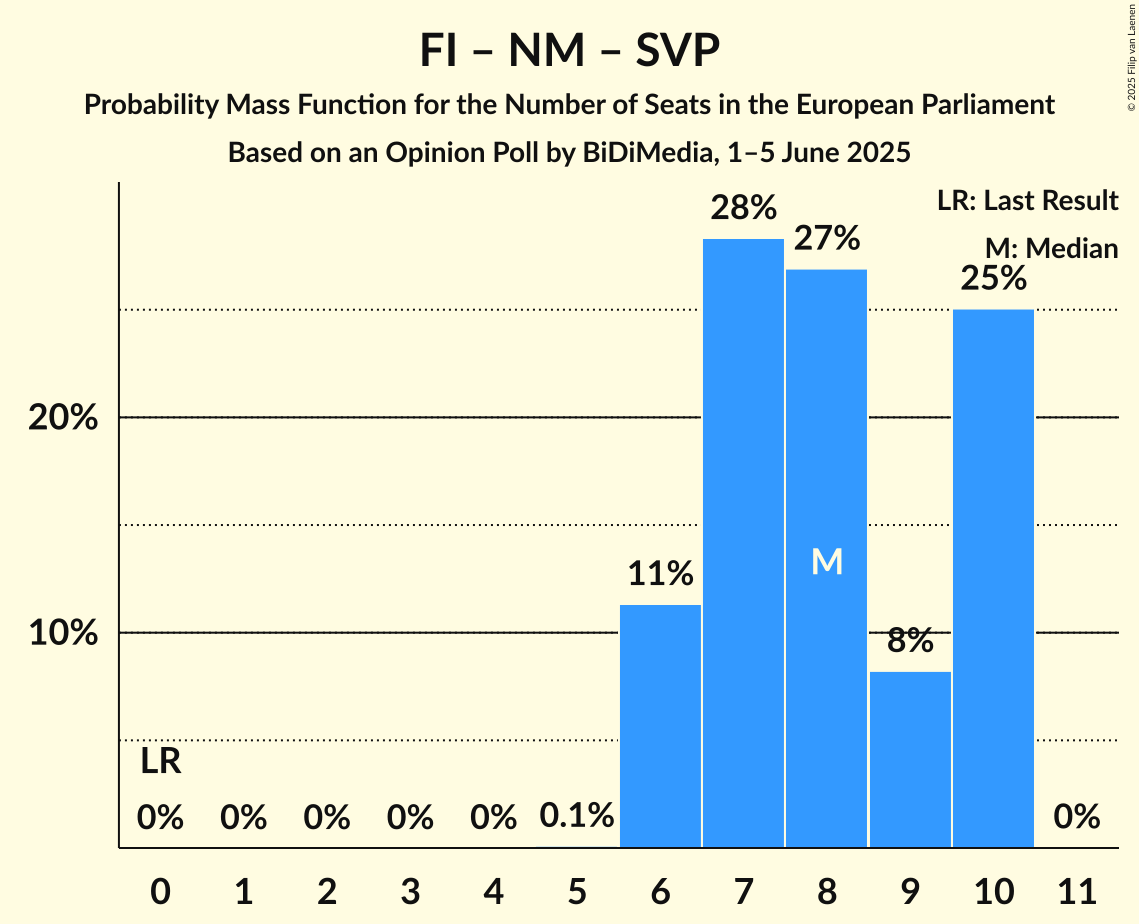 FI – NM – SVP
Probability Mass Function for the Number of Seats in the European Parliament
Based on an Opinion Poll by BiDiMedia, 1–5 June 2025
© 2025 Filip van Laenen
LR: Last Result
M: Median
28%
27%
25%
20%
M
11%
10%
8%
LR
0%
0%
0%
0%
0%
0.1%
0%
0 1 2 3 4 5 6 7 8 9 10 11